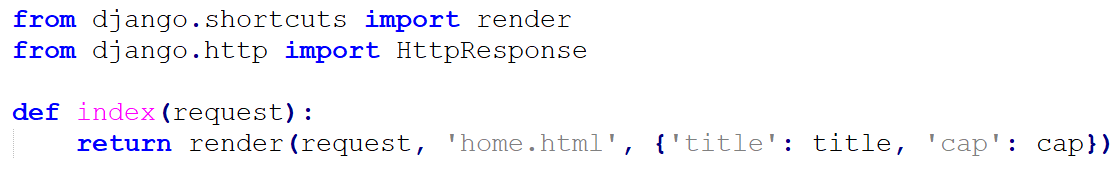 from django.shortcuts import render
from django.http import HttpResponse
def index(request):
return render(request, 'home.html', {'title': title, 'cap': cap})